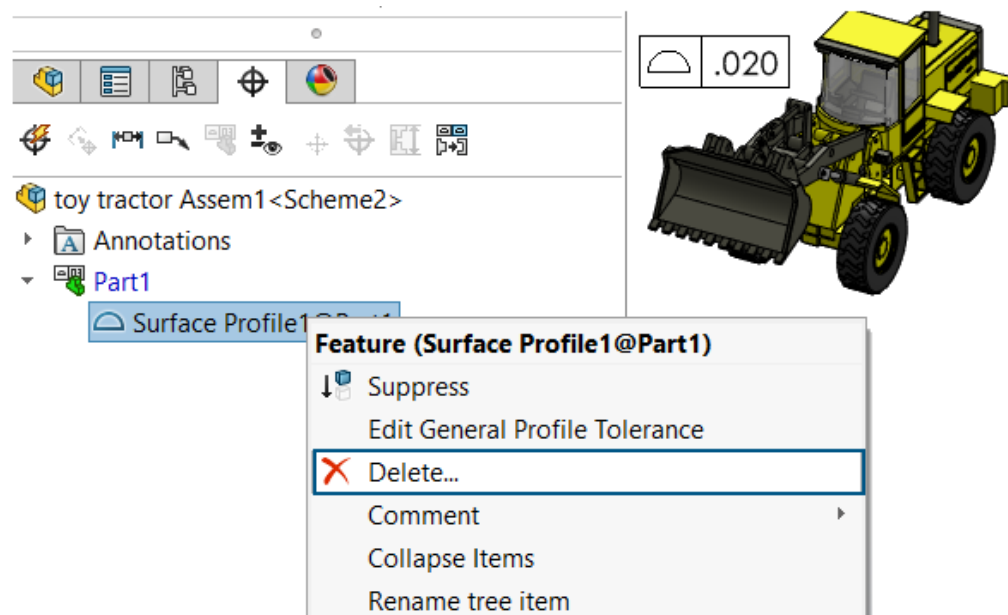 .020
toy tractor Assem1<Scheme2>
A Annotations
Part1
Surface Profile1@Part1
Feature (Surface Profile1@Part1)
Suppress
Edit General Profile Tolerance
Delete...
Comment
Collapse Items
Rename tree item